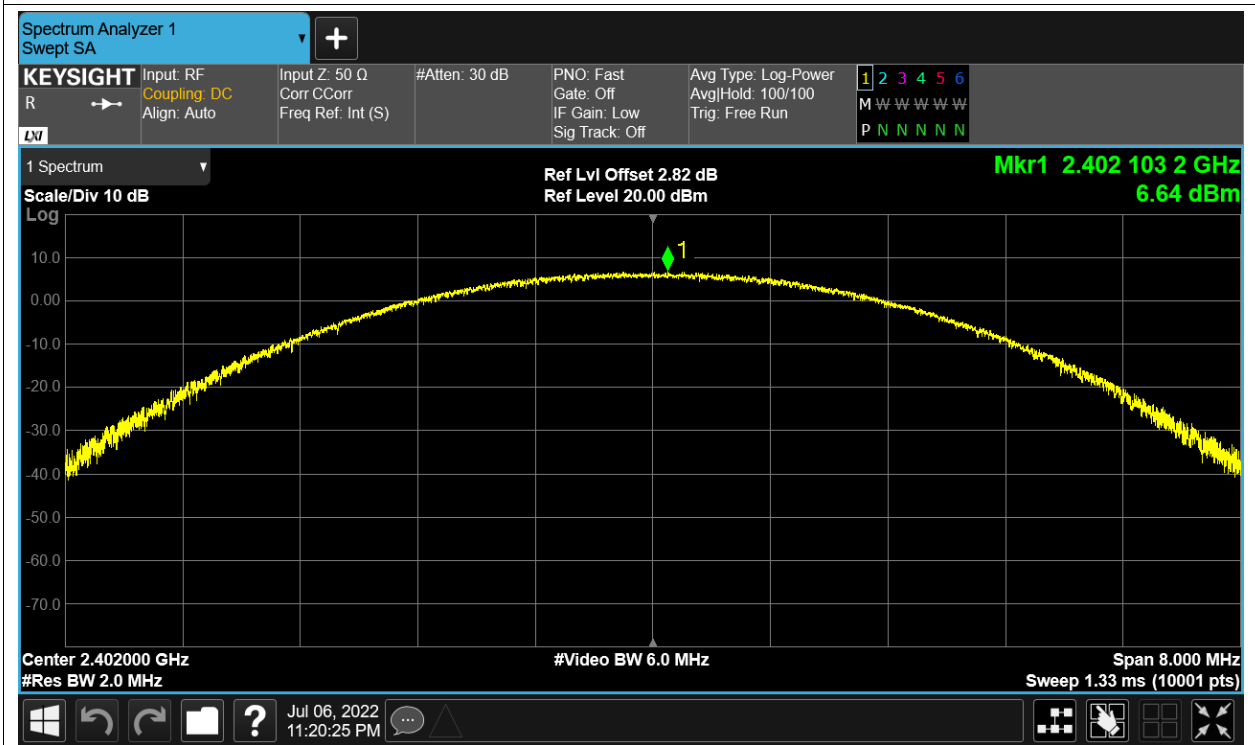 Spectrum Analyzer 1
Swept SA
KEYSIGHT
R
LXI
Input: RF
Coupling: DC
Align: Auto
Input Z: 50 Ω
Corr CCorr
Freq Ref: Int (S)
#Atten: 30 dB
PNO: Fast
Gate: Off
IF Gain: Low
Sig Track: Off
Avg Type: Log-Power
Avg|Hold: 100/100
Trig: Free Run
1 2 3 4 5 6
M W W W W W
P N N N N N
1 Spectrum
Scale/Div 10 dB
Log
Ref Lvl Offset 2.82 dB
Ref Level 20.00 dBm
Mkr1 2.402 103 2 GHz
6.64 dBm
1
10.0
0.00
-10.0
-20.0
-30.0
-40.0
-50.0
-60.0
-70.0
Center 2.402000 GHz
#Res BW 2.0 MHz
#Video BW 6.0 MHz
Span 8.000 MHz
Sweep 1.33 ms (10001 pts)
?
Jul 06, 2022
11:20:25 PM